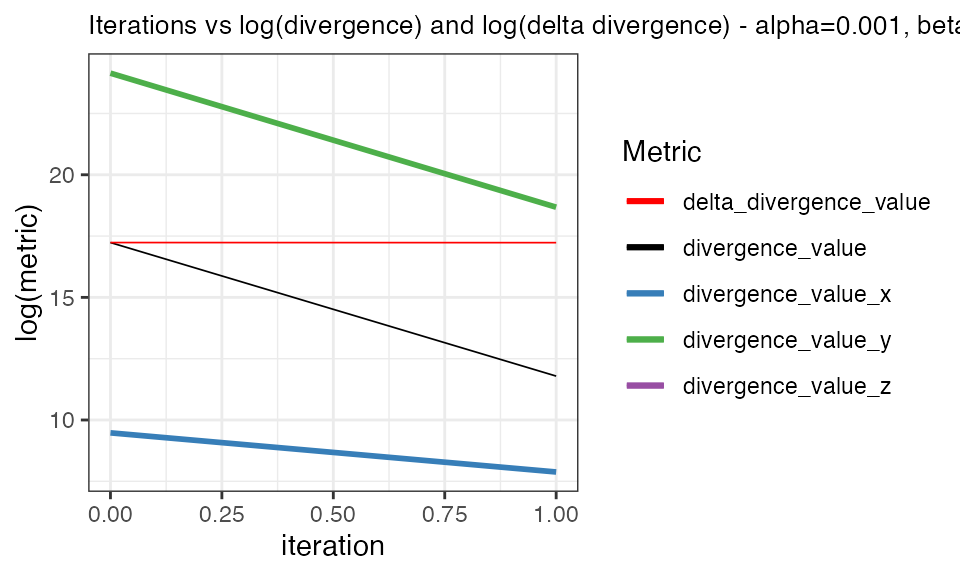 Iterations vs log(divergence) and log(delta divergence) - alpha=0.001, beta
log(metric)
20
15
10
0.00 0.25 0.50 0.75 1.00
iteration
Metric
delta_divergence_value
divergence_value
divergence_value_x
divergence_value_y
divergence_value_z